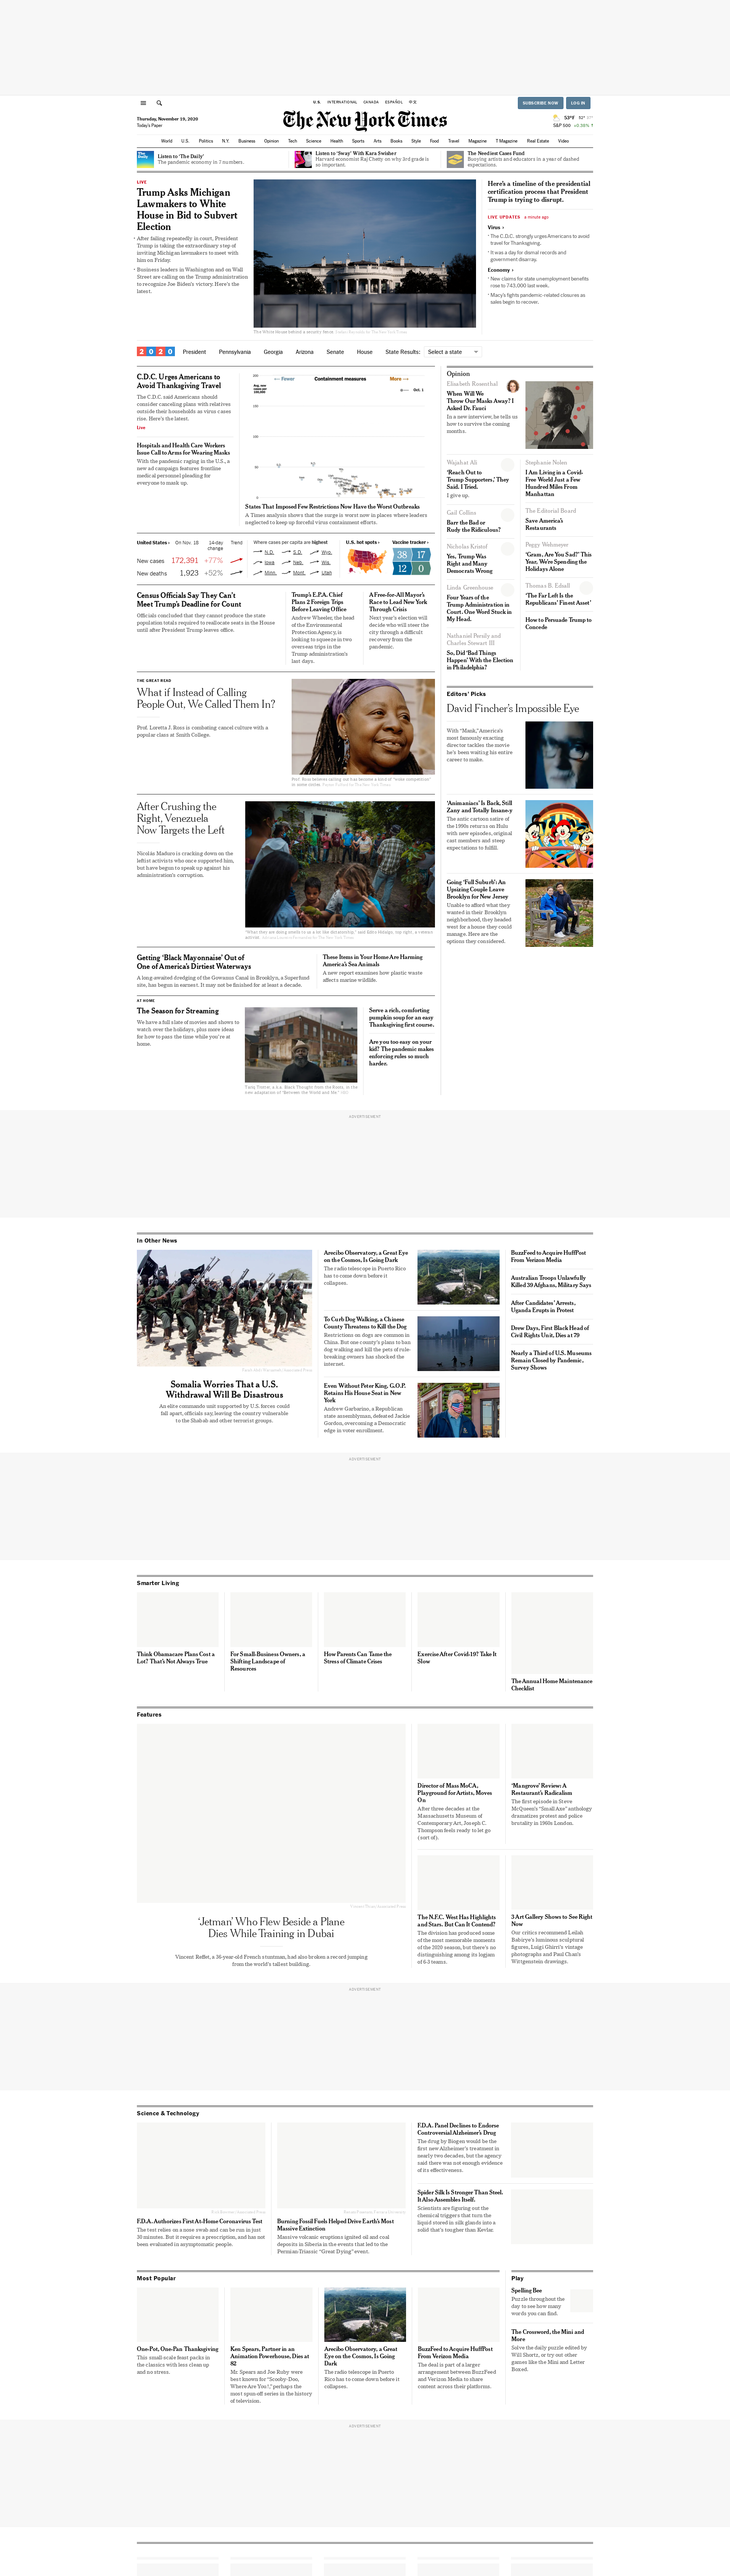 U.S. INTERNATIONAL CANADA ESPAÑOL 中文
SUBSCRIBE NOW LOG IN
Thursday, November 19, 2020
Today's Paper
The New York Times
53°F
S&P 500 +0.39%
World U.S. Politics N.Y. Business Opinion Tech Science Health Sports Arts Books Style Food Travel Magazine T Magazine Real Estate Video
Listen to 'The Daily'
The pandemic economy in 7 numbers.
Listen to 'Sway' With Kara Swisher
Harvard economist Raj Chetty on why 3rd grade is
so important.
The Neediest Cases Fund
Buoying artists and educators in a year of dashed
expectations.
LIVE
Trump Asks Michigan
Lawmakers to White
House in Bid to Subvert
Election
• After failing repeatedly in court, President
Trump is taking the extraordinary step of
inviting Michigan lawmakers to meet with
him on Friday.
• Business leaders in Washington and on Wall
Street are calling on the Trump administration
to recognize Joe Biden's victory. Here's the
latest.
The White House behind a security fence.
Here's a timeline of the presidential
certification process that President
Trump is trying to disrupt.
LIVE UPDATES a minute ago
Virus ›
• The C.D.C. strongly urges Americans to avoid
travel for Thanksgiving.
• It was a day for dismal records and
government disarray.
Economy ›
• New claims for state unemployment benefits
rose to 743,000 last week.
• Macy's fights pandemic-related closures as
sales begin to recover.
2020 President Pennsylvania Georgia Arizona Senate House State Results: Select a state
C.D.C. Urges Americans to
Avoid Thanksgiving Travel
The C.D.C. said Americans should
consider canceling plans with relatives
outside their households as virus cases
rise. Here's the latest.
Live
Hospitals and Health Care Workers
Issue Call to Arms for Wearing Masks
With the pandemic raging in the U.S., a
new ad campaign features frontline
medical personnel pleading for
everyone to mask up.
← Fewer Containment measures More →
Oct. 1
States That Imposed Few Restrictions Now Have the Worst Outbreaks
A Times analysis shows that the surge is worst now in places where leaders
neglected to keep up forceful virus containment efforts.
United States › On Nov. 18 14-day change Trend
New cases 172,391 +77%
New deaths 1,923 +52%
Where cases per capita are highest
N.D. S.D. Wyo.
Iowa Neb. Wis.
Minn. Mont. Utah
U.S. hot spots ›
Vaccine tracker ›
38 17
12 0
Census Officials Say They Can't
Meet Trump's Deadline for Count
Officials concluded that they cannot produce the state
population totals required to reallocate seats in the House
until after President Trump leaves office.
Trump's E.P.A. Chief
Plans 2 Foreign Trips
Before Leaving Office
Andrew Wheeler, the head
of the Environmental
Protection Agency, is
looking to squeeze in two
overseas trips in the
Trump administration's
last days.
A Free-for-All Mayor's
Race to Lead New York
Through Crisis
Next year's election will
decide who will steer the
city through a difficult
recovery from the
pandemic.
THE GREAT READ
What if Instead of Calling
People Out, We Called Them In?
Prof. Loretta J. Ross is combating cancel culture with a
popular class at Smith College.
After Crushing the
Right, Venezuela
Now Targets the Left
Nicolás Maduro is cracking down on the
leftist activists who once supported him,
but have begun to speak up against his
administration's corruption.
Getting 'Black Mayonnaise' Out of
One of America's Dirtiest Waterways
A long-awaited dredging of the Gowanus Canal in Brooklyn, a Superfund
site, has begun in earnest. It may not be finished for at least a decade.
These Items in Your Home Are Harming
America's Sea Animals
A new report examines how plastic waste
affects marine wildlife.
AT HOME
The Season for Streaming
We have a full slate of movies and shows to
watch over the holidays, plus more ideas
for how to pass the time while you're at
home.
Serve a rich, comforting
pumpkin soup for an easy
Thanksgiving first course.
Are you too easy on your
kid? The pandemic makes
enforcing rules so much
harder.
Opinion
Elisabeth Rosenthal
When Will We
Throw Our Masks Away? I
Asked Dr. Fauci
In a new interview, he tells us
how to survive the coming
months.
Wajahat Ali
'Reach Out to
Trump Supporters,' They
Said. I Tried.
I give up.
Gail Collins
Barr the Bad or
Rudy the Ridiculous?
Nicholas Kristof
Yes, Trump Was
Right and Many
Democrats Wrong
Linda Greenhouse
Four Years of the
Trump Administration in
Court. One Word Stuck in
My Head.
Nathaniel Persily and
Charles Stewart III
So, Did 'Bad Things
Happen' With the Election
in Philadelphia?
Stephanie Nolen
I Am Living in a Covid-
Free World Just a Few
Hundred Miles From
Manhattan
The Editorial Board
Save America's
Restaurants
Peggy Wehmeyer
'Gram, Are You Sad?' This
Year, We're Spending the
Holidays Alone
Thomas B. Edsall
'The Far Left Is the
Republicans' Finest Asset'
How to Persuade Trump to
Concede
Editors' Picks
David Fincher's Impossible Eye
With "Mank," America's
most famously exacting
director tackles the movie
he's been waiting his entire
career to make.
'Animaniacs' Is Back, Still
Zany and Totally Insane-y
The antic cartoon satire of
the 1990s returns on Hulu
with new episodes, original
cast members and steep
expectations to fulfill.
Going 'Full Suburb': An
Upsizing Couple Leave
Brooklyn for New Jersey
Unable to afford what they
wanted in their Brooklyn
neighborhood, they headed
west for a house they could
manage. Here are the
options they considered.
ADVERTISEMENT
In Other News
Somalia Worries That a U.S.
Withdrawal Will Be Disastrous
An elite commando unit supported by U.S. forces could
fall apart, officials say, leaving the country vulnerable
to the Shabab and other terrorist groups.
Arecibo Observatory, a Great Eye
on the Cosmos, Is Going Dark
The radio telescope in Puerto Rico
has to come down before it
collapses.
To Curb Dog Walking, a Chinese
County Threatens to Kill the Dog
Restrictions on dogs are common in
China. But one county's plans to ban
dog walking and kill the pets of rule-
breaking owners has shocked the
internet.
Even Without Peter King, G.O.P.
Retains His House Seat in New
York
Andrew Garbarino, a Republican
state assemblyman, defeated Jackie
Gordon, overcoming a Democratic
edge in voter enrollment.
BuzzFeed to Acquire HuffPost
From Verizon Media
Australian Troops Unlawfully
Killed 39 Afghans, Military Says
After Candidates' Arrests,
Uganda Erupts in Protest
Drew Days, First Black Head of
Civil Rights Unit, Dies at 79
Nearly a Third of U.S. Museums
Remain Closed by Pandemic,
Survey Shows
ADVERTISEMENT
Smarter Living
Think Obamacare Plans Cost a
Lot? That's Not Always True
For Small-Business Owners, a
Shifting Landscape of
Resources
How Parents Can Tame the
Stress of Climate Crises
Exercise After Covid-19? Take It
Slow
The Annual Home Maintenance
Checklist
Features
'Jetman' Who Flew Beside a Plane
Dies While Training in Dubai
Vincent Reffet, a 36-year-old French stuntman, had also broken a record jumping
from the world's tallest building.
Director of Mass MoCA,
Playground for Artists, Moves
On
After three decades at the
Massachusetts Museum of
Contemporary Art, Joseph C.
Thompson feels ready to let go
(sort of).
'Mangrove' Review: A
Restaurant's Radicalism
The first episode in Steve
McQueen's "Small Axe" anthology
dramatizes protest and police
brutality in 1960s London.
The N.F.C. West Has Highlights
and Stars. But Can It Contend?
The division has produced some
of the most memorable moments
of the 2020 season, but there's no
distinguishing among its logjam
of 6-3 teams.
3 Art Gallery Shows to See Right
Now
Our critics recommend Leilah
Babirye's luminous sculptural
figures, Luigi Ghirri's vintage
photographs and Paul Chan's
Wittgenstein drawings.
ADVERTISEMENT
Science & Technology
F.D.A. Authorizes First At-Home Coronavirus Test
The test relies on a nose swab and can be run in just
30 minutes. But it requires a prescription, and has not
been evaluated in asymptomatic people.
Burning Fossil Fuels Helped Drive Earth's Most
Massive Extinction
Massive volcanic eruptions ignited oil and coal
deposits in Siberia in the events that led to the
Permian-Triassic "Great Dying" event.
F.D.A. Panel Declines to Endorse
Controversial Alzheimer's Drug
The drug by Biogen would be the
first new Alzheimer's treatment in
nearly two decades, but the agency
said there was not enough evidence
of its effectiveness.
Spider Silk Is Stronger Than Steel.
It Also Assembles Itself.
Scientists are figuring out the
chemical triggers that turn the
liquid stored in silk glands into a
solid that's tougher than Kevlar.
Most Popular
One-Pot, One-Pan Thanksgiving
This small-scale feast packs in
the classics with less clean up
and no stress.
Ken Spears, Partner in an
Animation Powerhouse, Dies at
82
Mr. Spears and Joe Ruby were
best known for "Scooby-Doo,
Where Are You!," perhaps the
most spun-off series in the history
of television.
Arecibo Observatory, a Great
Eye on the Cosmos, Is Going
Dark
The radio telescope in Puerto
Rico has to come down before it
collapses.
BuzzFeed to Acquire HuffPost
From Verizon Media
The deal is part of a larger
arrangement between BuzzFeed
and Verizon Media to share
content across their platforms.
Play
Spelling Bee
Puzzle throughout the
day to see how many
words you can find.
The Crossword, the Mini and
More
Solve the daily puzzle edited by
Will Shortz, or try out other
games like the Mini and Letter
Boxed.
ADVERTISEMENT